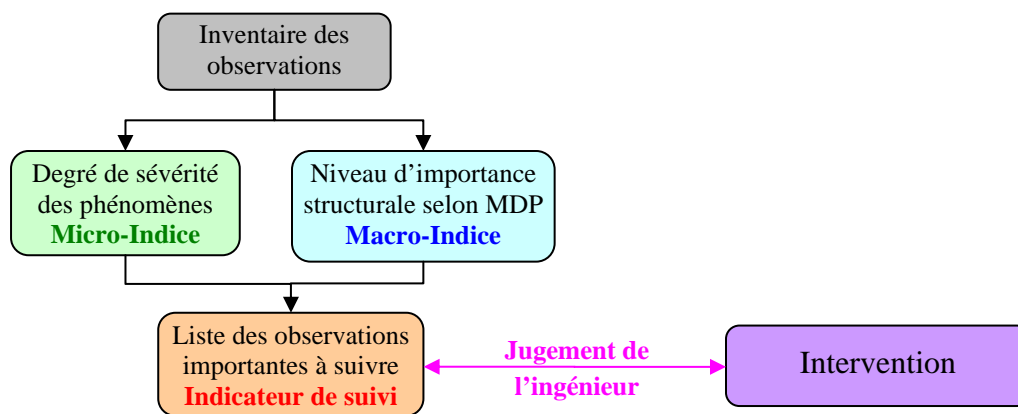 Inventaire des
observations
Degré de sévérité
des phénomènes
Micro-Indice
Niveau d’importance
structurale selon MDP
Macro-Indice
Liste des observations
importantes à suivre
Indicateur de suivi
Jugement de
l’ingénieur
Intervention